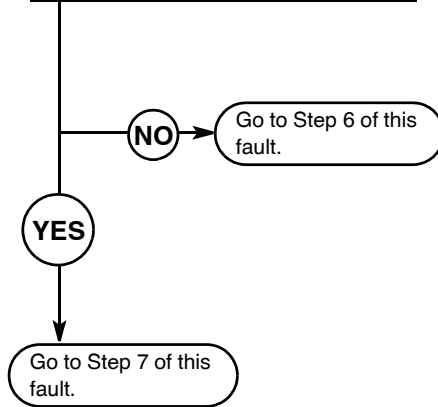 NO
Go to Step 6 of this
fault.
YES
Go to Step 7 of this
fault.